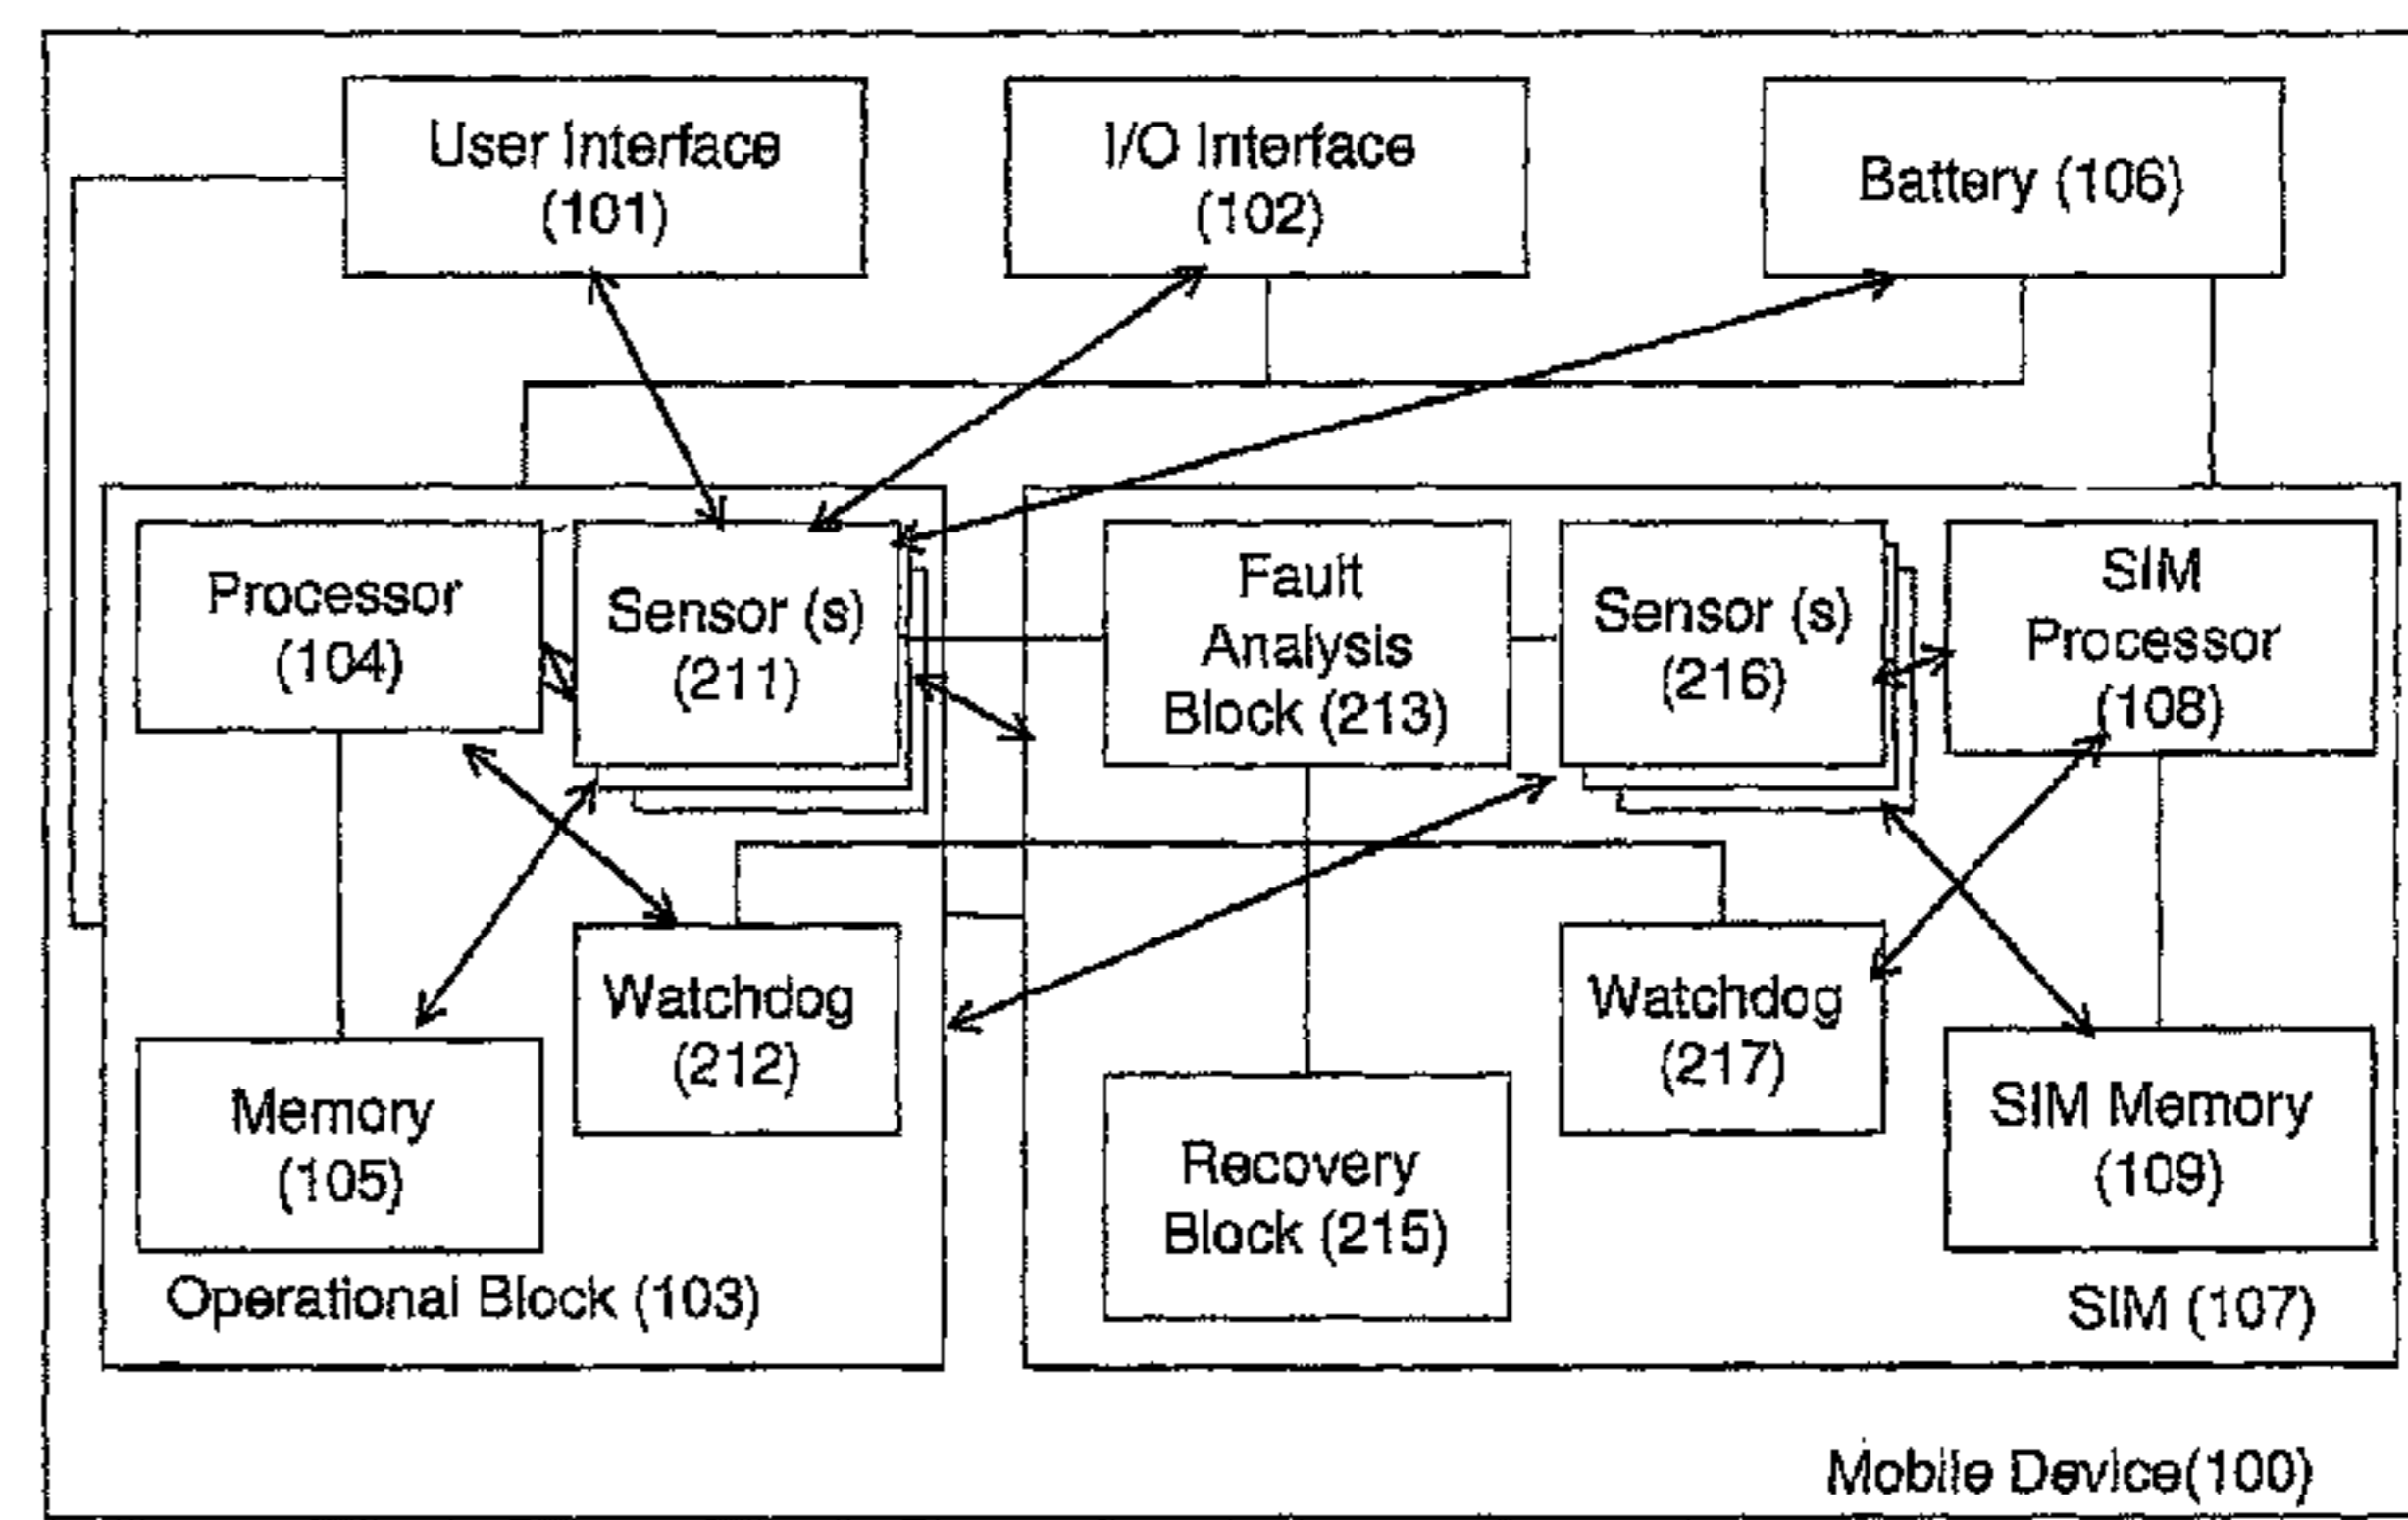 User Interface
(101)
I/O Interface
(102)
Battery (106)
Processor
(104)
Sensor (s)
(211)
Fault
Analysis
Block (213)
Sensor (s)
(216)
SIM
Processor
(108)
Watchdog
(212)
Memory
(105)
Recovery
Block (215)
Watchdog
(217)
SIM Memory
(109)
Operational Block (103)
SIM (107)
Mobile Device(100)